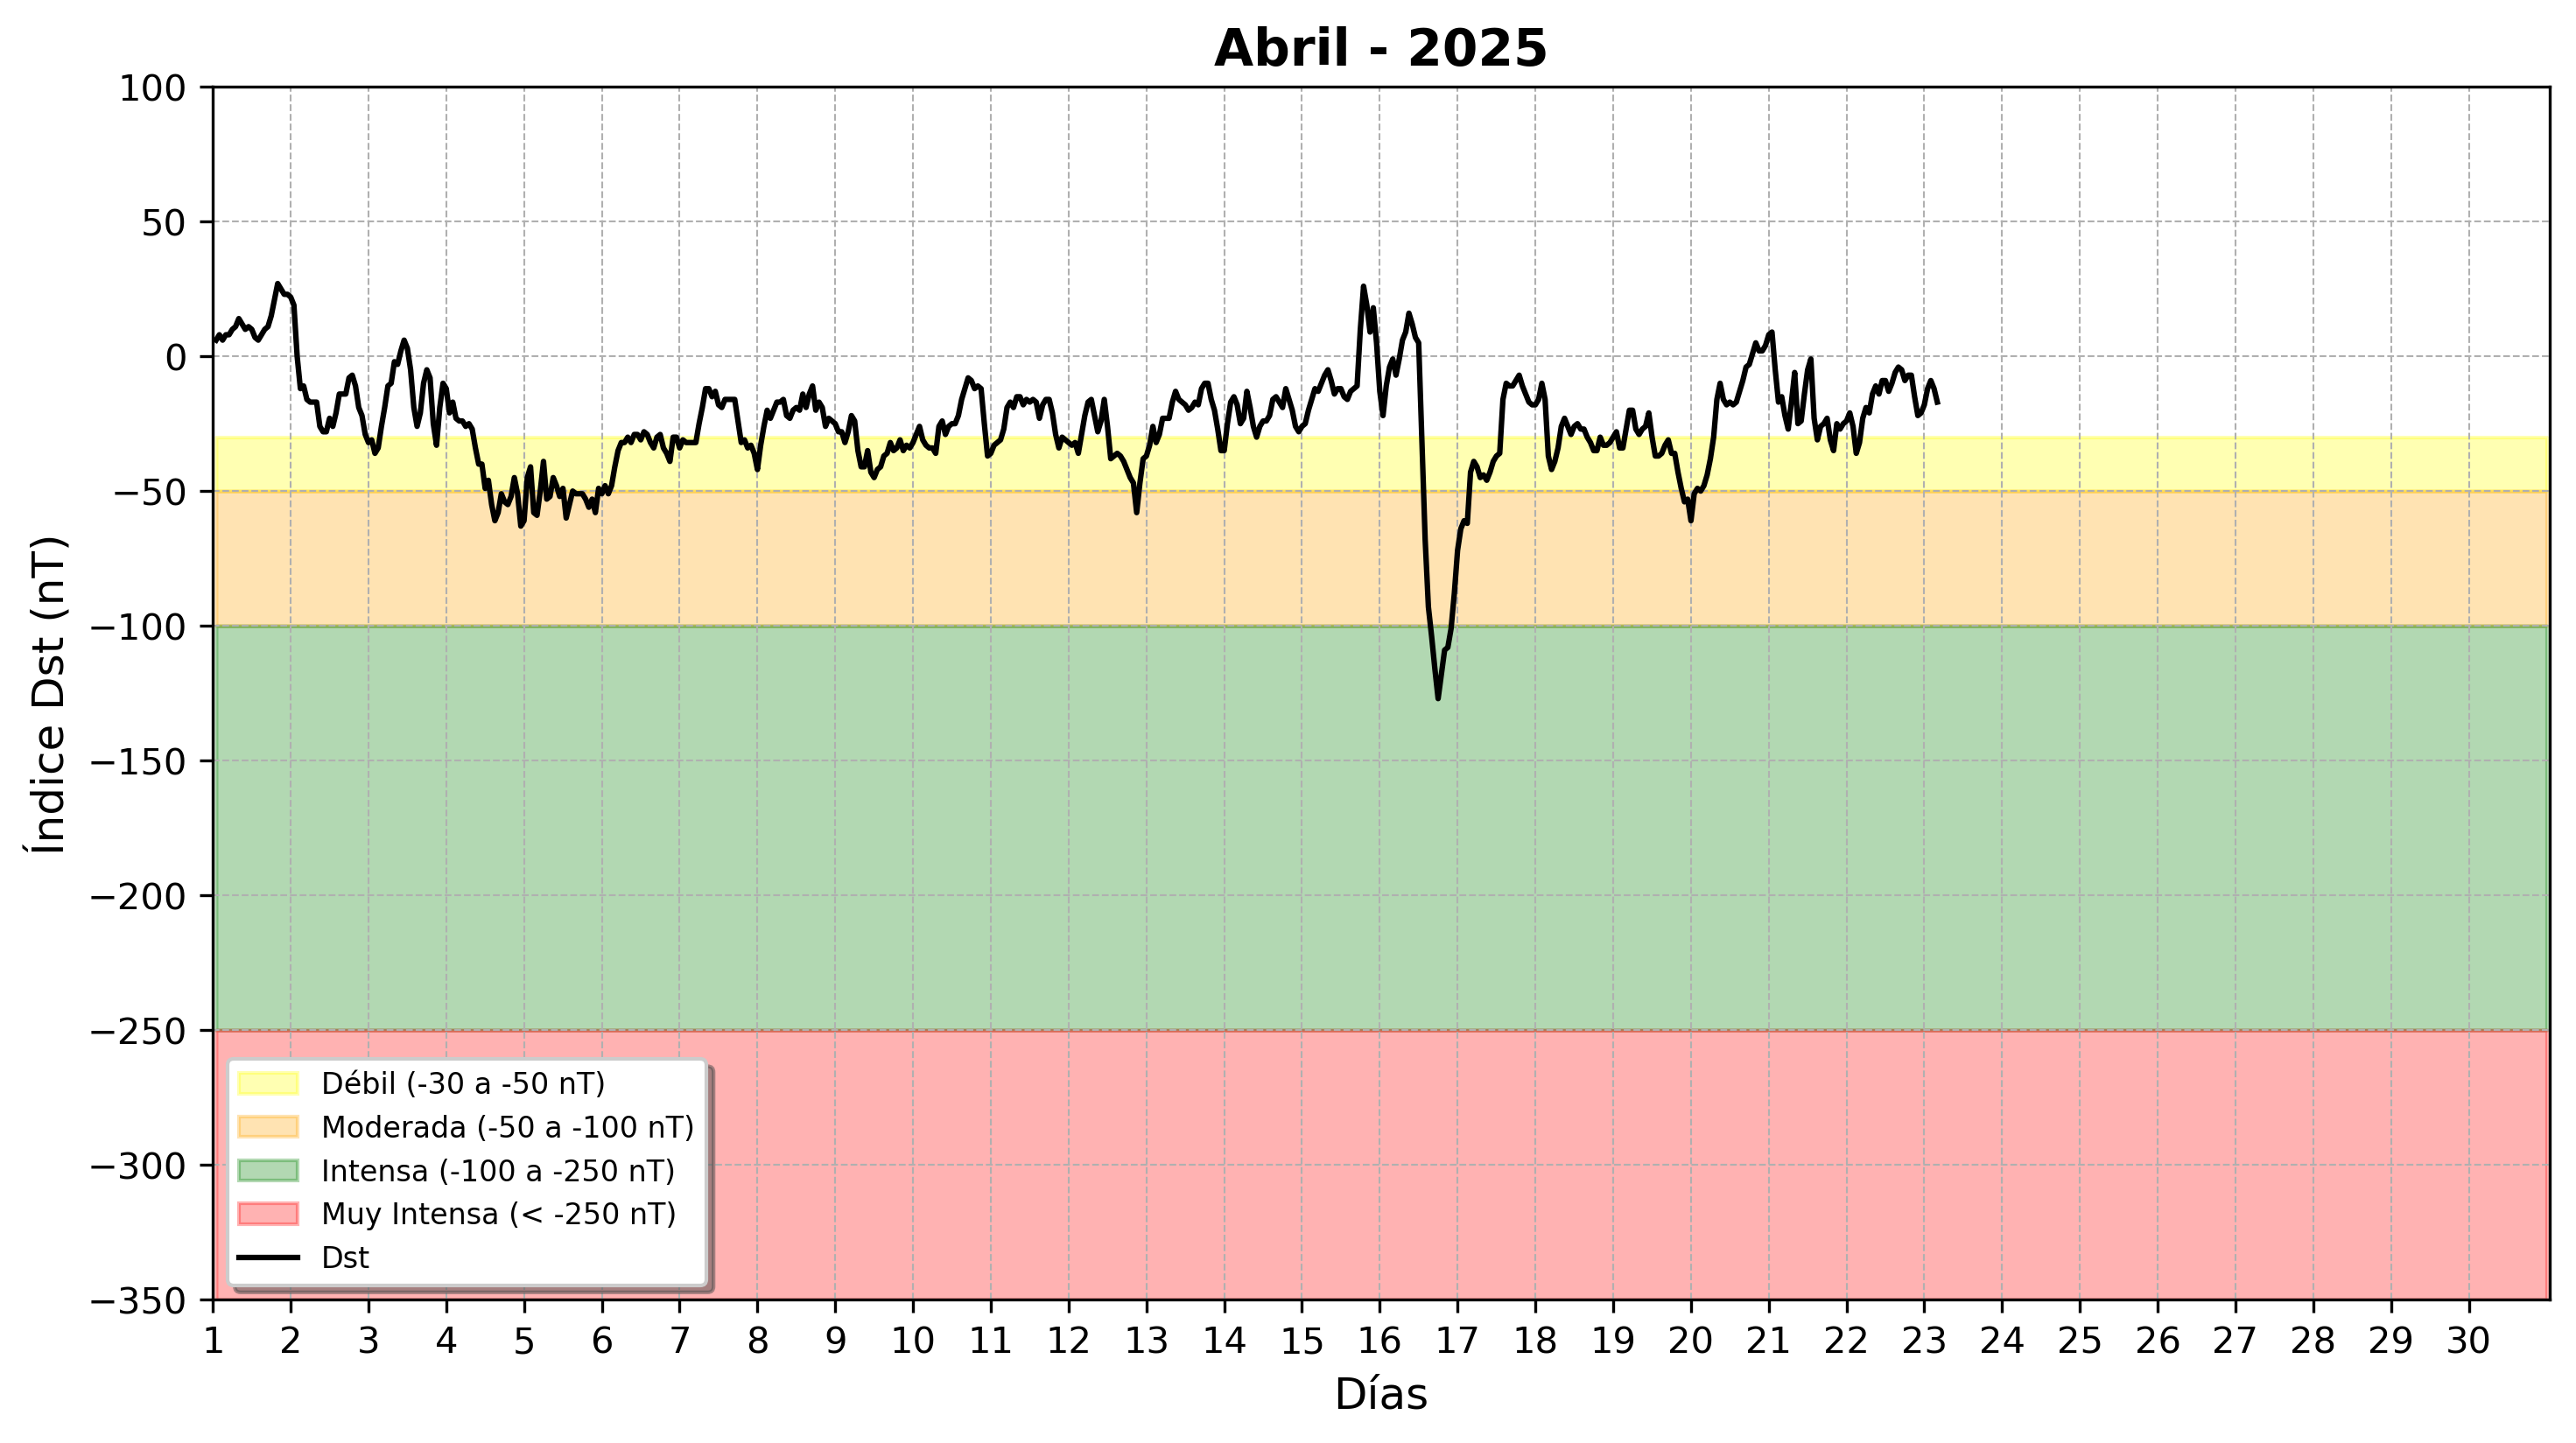 Abril - 2025
Índice Dst (nT)
100
50
0
−50
−100
−150
−200
−250
−300
−350
Débil (-30 a -50 nT)
Moderada (-50 a -100 nT)
Intensa (-100 a -250 nT)
Muy Intensa (< -250 nT)
Dst
1 2 3 4 5 6 7 8 9 10 11 12 13 14 15 16 17 18 19 20 21 22 23 24 25 26 27 28 29 30
Días